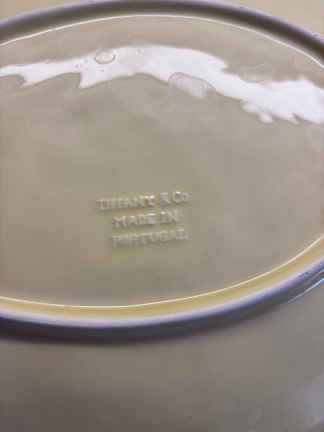 TIFFANY & CO
MADE IN
PORTUGAL